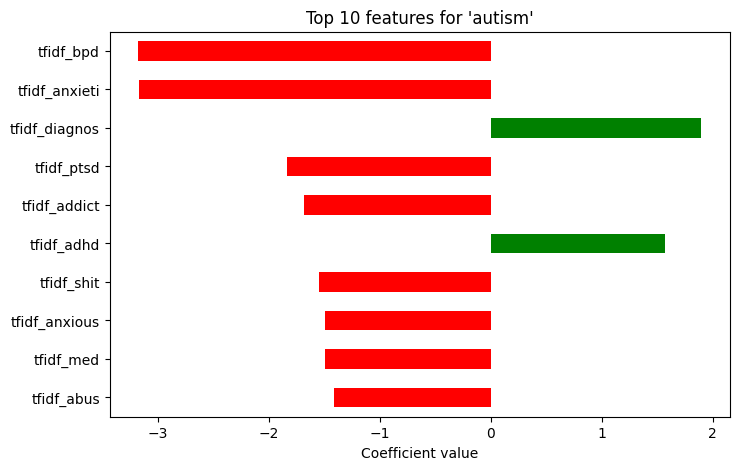 Top 10 features for 'autism'
tfidf_bpd
tfidf_anxieti
tfidf_diagnos
tfidf_ptsd
tfidf_addict
tfidf_adhd
tfidf_shit
tfidf_anxious
tfidf_med
tfidf_abus
−3 −2 −1 0 1 2
Coefficient value